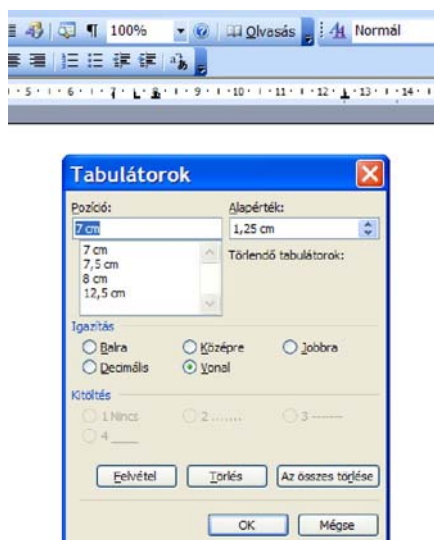 ¶ 100% Olvasás Normál
· 5 · ı · 6 · ı · 7 · ı · 8 · ı · 9 · ı · 10 · ı · 11 · ı · 12 · ı · 13 · ı · 14 · ı
Tabulátorok
Pozíció: Alapérték:
7 cm 1,25 cm
7 cm Törlendő tabulátorok:
7,5 cm
8 cm
12,5 cm
Igazítás
Balra Középre Jobbra
Decimális Vonal
Kitöltés
1 Nincs 2 ....... 3 -------
4 ____
Felvétel Törlés Az összes törlése
OK Mégse